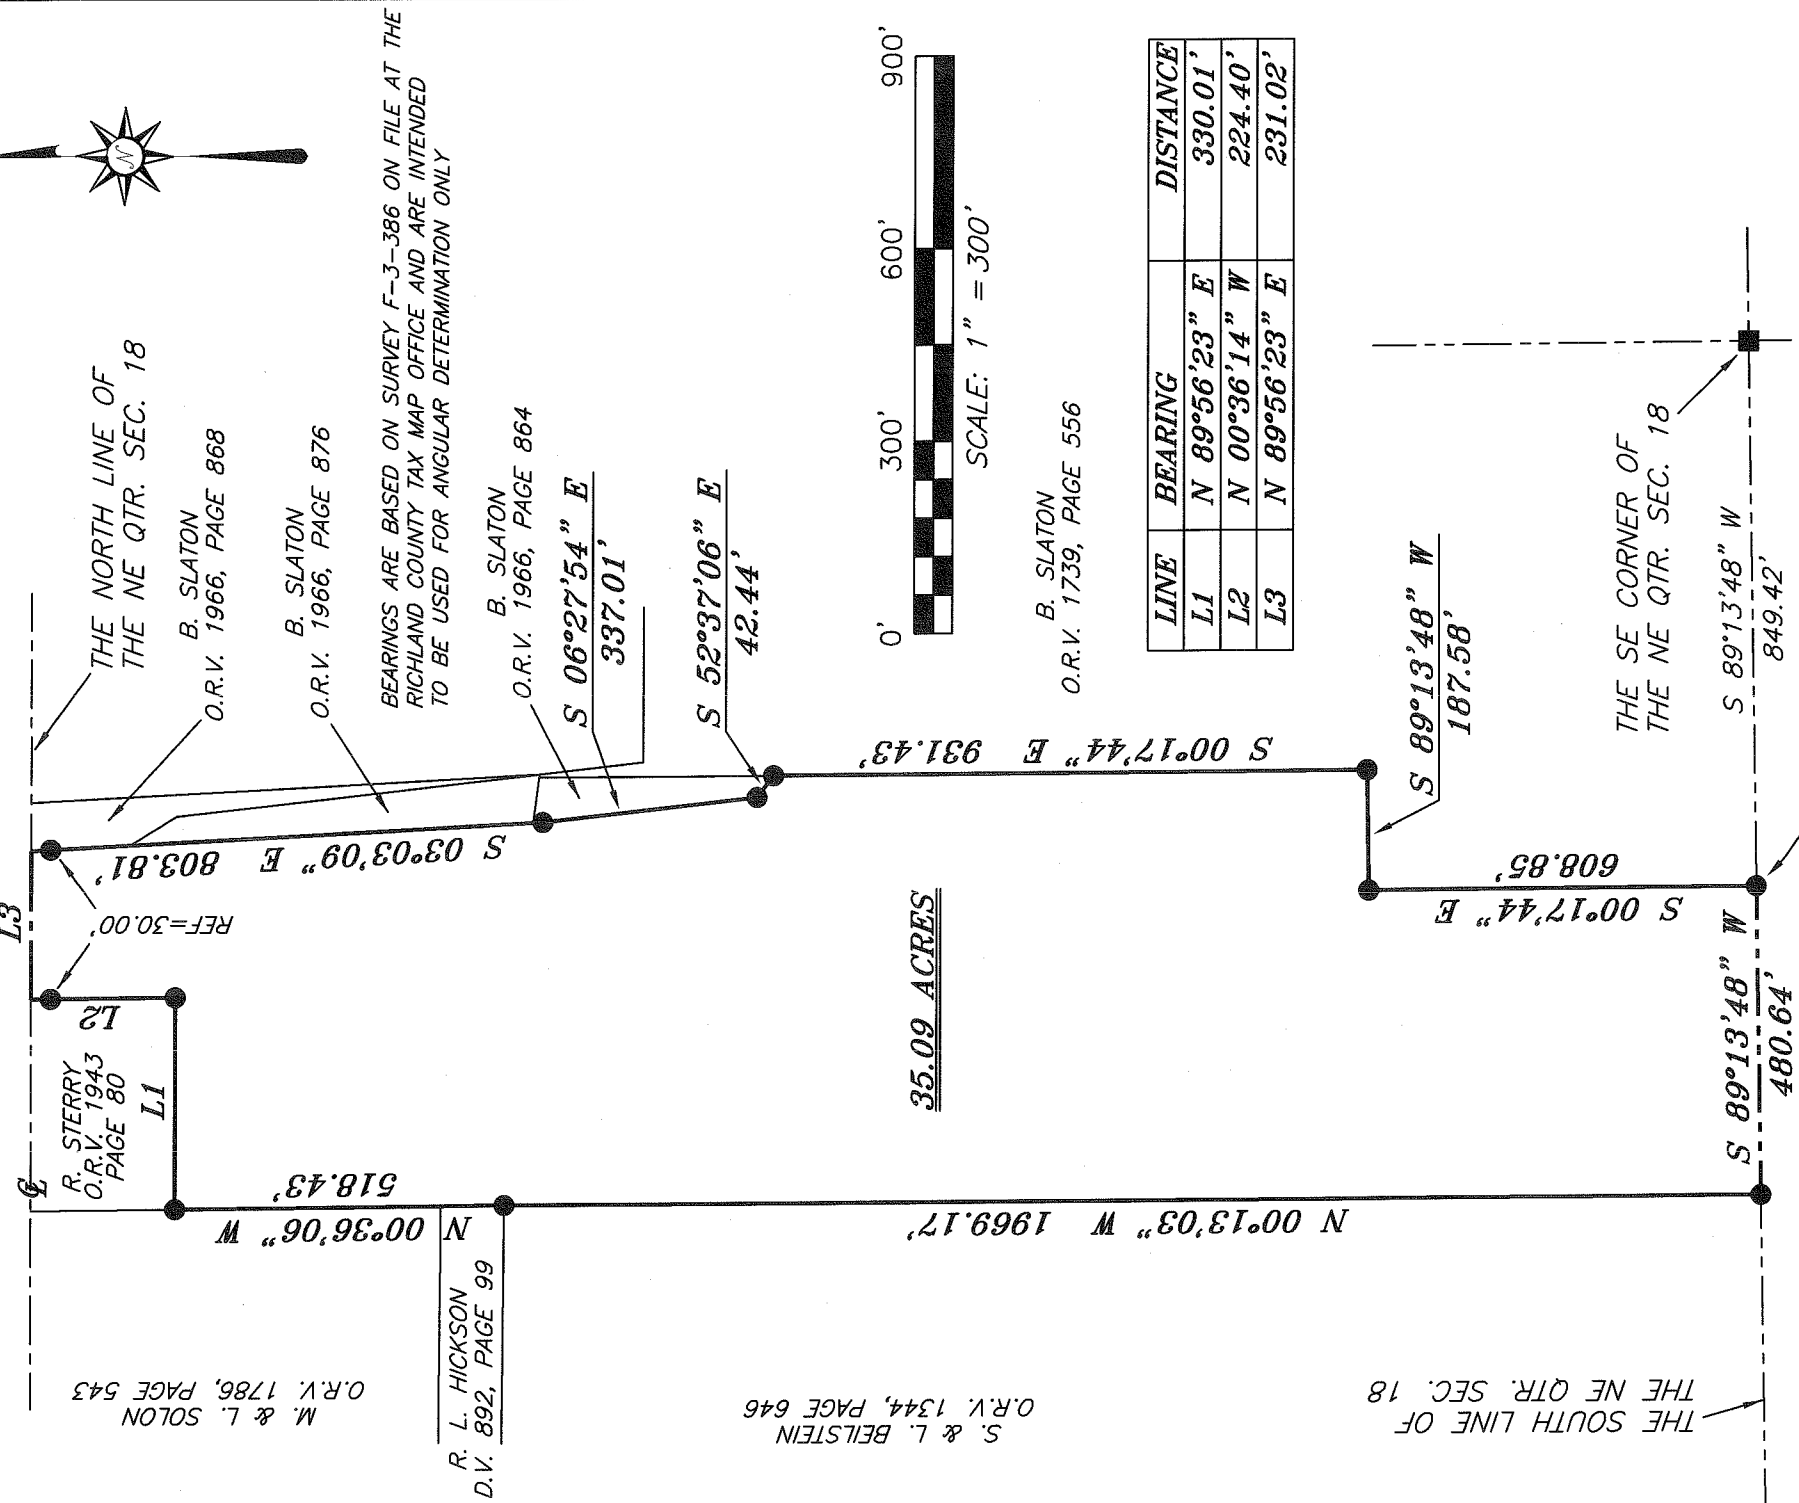 THE NORTH LINE OF
THE NE QTR. SEC. 18
B. SLATON
O.R.V. 1966, PAGE 868
B. SLATON
O.R.V. 1966, PAGE 876
BEARINGS ARE BASED ON SURVEY F-3-386 ON FILE AT THE
RICHLAND COUNTY TAX MAP OFFICE AND ARE INTENDED
TO BE USED FOR ANGULAR DETERMINATION ONLY
B. SLATON
O.R.V. 1966, PAGE 864
S 06°27'54" E
337.01'
S 52°37'06" E
42.44'
N
0' 300' 600' 900'
SCALE: 1" = 300'
B. SLATON
O.R.V. 1739, PAGE 556
LINE BEARING DISTANCE
L1 N 89°56'23" E 330.01'
L2 N 00°36'14" W 224.40'
L3 N 89°56'23" E 231.02'
S 89°13'48" W
187.58'
THE SE CORNER OF
THE NE QTR. SEC. 18
S 89°13'48" W
849.42'
L3
REF=30.00'
S 03°03'09" E 803.81'
S 00°17'44" E 931.43'
608.85'
S 00°17'44" E
L2
R. STERRY
O.R.V. 1943
PAGE 80
L1
℄
35.09 ACRES
S 89°13'48" W
480.64'
518.43'
N 00°36'06" W
N 00°13'03" W 1969.17'
R. L. HICKSON
D.V. 892, PAGE 99
M. & L. SOLON
O.R.V. 1786, PAGE 543
S. & L. BEILSTEIN
O.R.V. 1344, PAGE 646
THE SOUTH LINE OF
THE NE QTR. SEC. 18